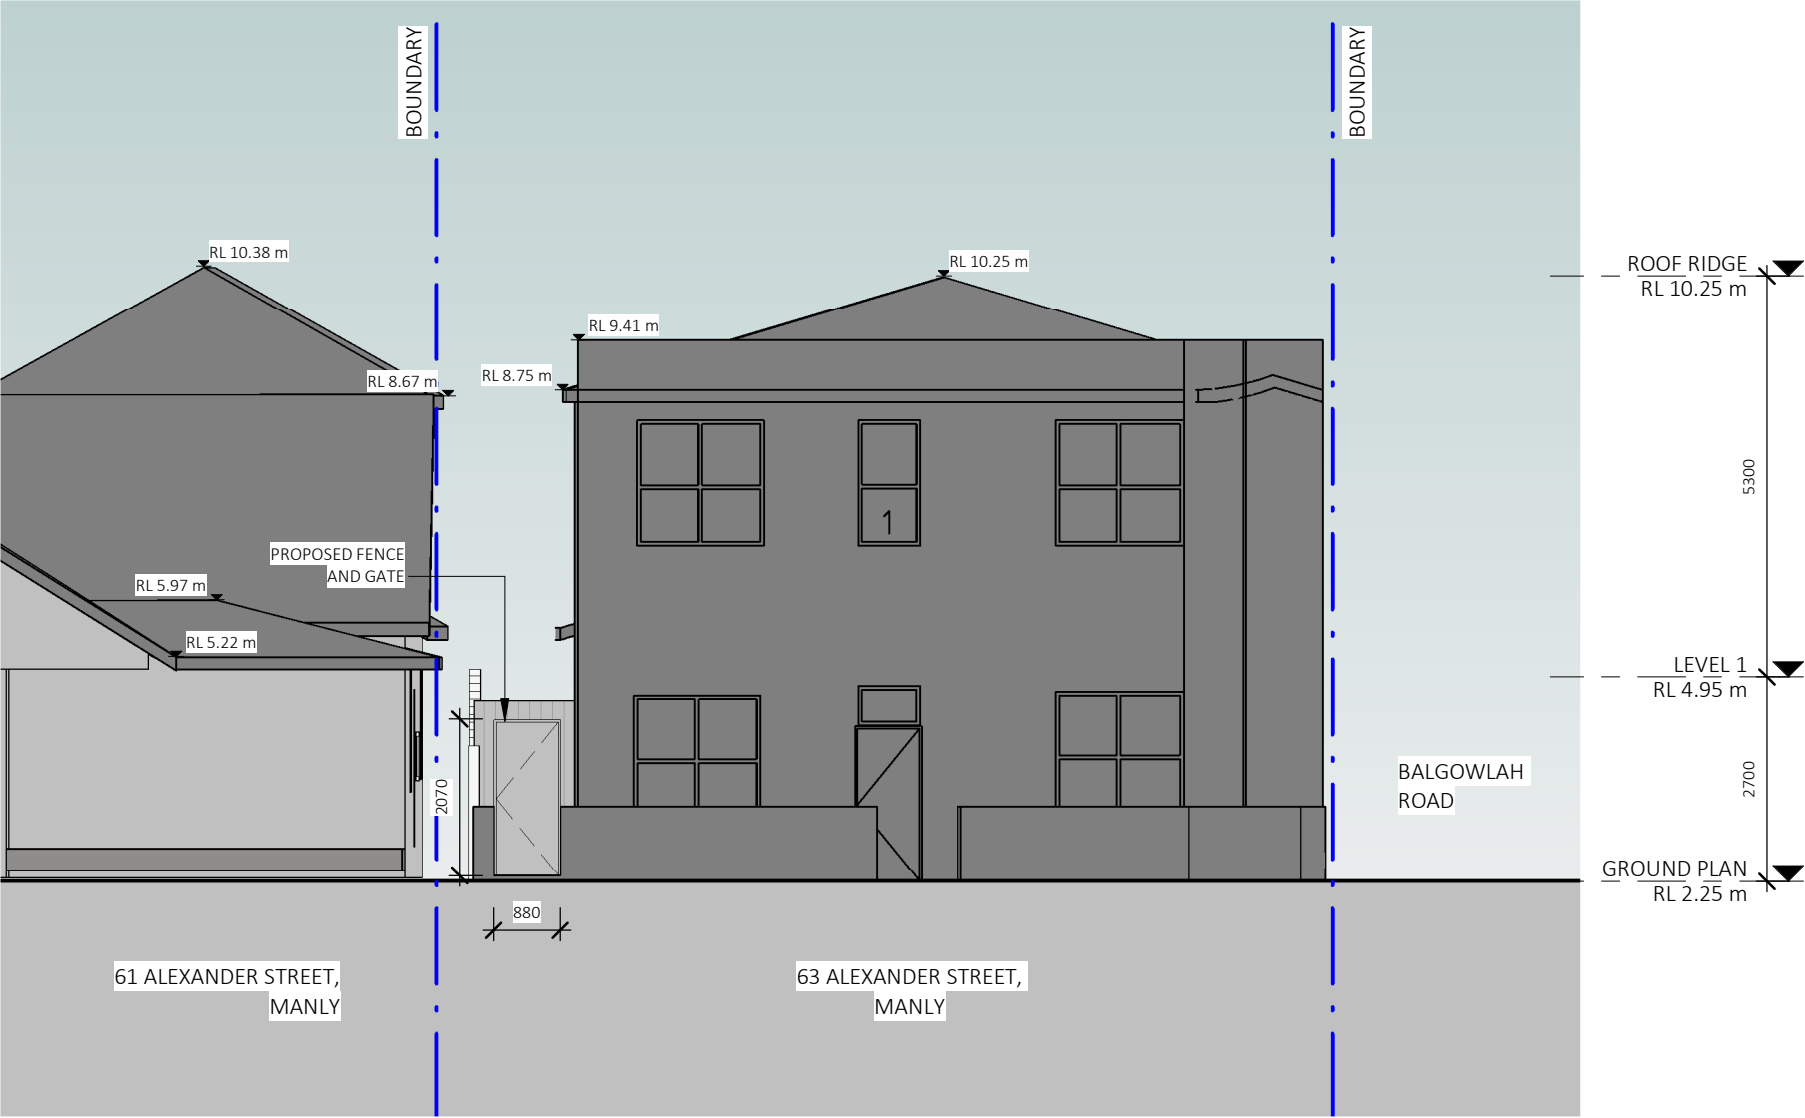 BOUNDARY
BOUNDARY
RL 10.38 m
RL 10.25 m
ROOF RIDGE
RL 10.25 m
RL 9.41 m
RL 8.67 m
RL 8.75 m
5300
1
PROPOSED FENCE
AND GATE
RL 5.97 m
RL 5.22 m
LEVEL 1
RL 4.95 m
2070
BALGOWLAH
ROAD
2700
GROUND PLAN
RL 2.25 m
880
61 ALEXANDER STREET,
MANLY
63 ALEXANDER STREET,
MANLY